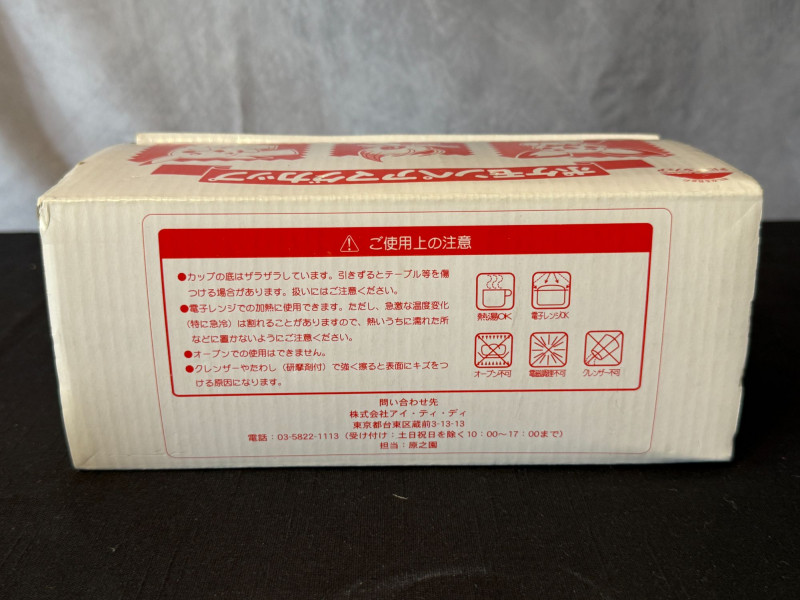 ポケモンペアマグカップ
ご使用上の注意
●カップの底はザラザラしています。引きずるとテーブル等を傷
つける場合があります。扱いにはご注意ください。
●電子レンジでの加熱に使用できます。ただし、急激な温度変化
(特に急冷)は割れることがありますので、熱いうちに濡れた所
などに置かないようにご注意ください。
●オーブンでの使用はできません。
●クレンザーやたわし(研摩剤付)で強く擦ると表面にキズをつ
ける原因になります。
熱湯OK
電子レンジOK
オーブン不可
電磁調理不可
クレンザー不可
問い合わせ先
株式会社アイ・ティ・ディ
東京都台東区蔵前3-13-13
電話:03-5822-1113(受け付け:土日祝日を除く10:00〜17:00まで)
担当:原之園